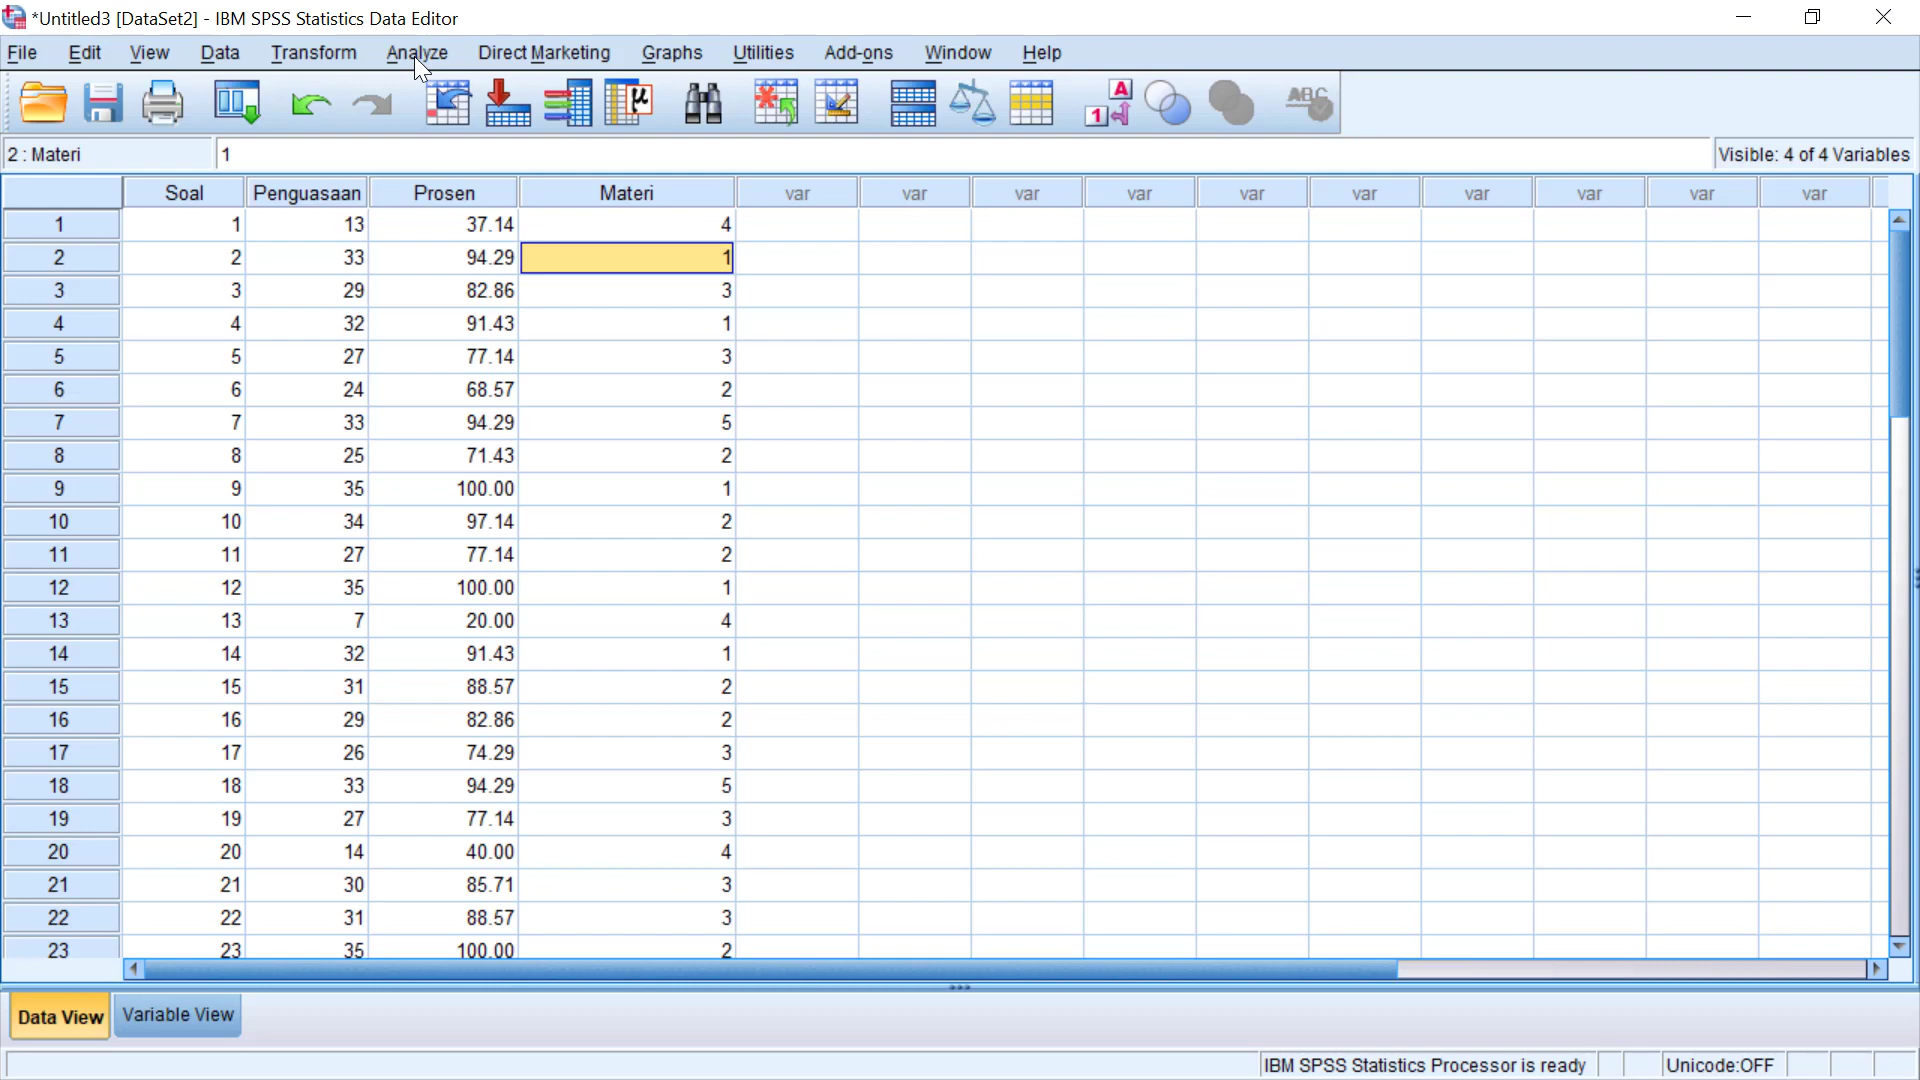 *Untitled3 [DataSet2] - IBM SPSS Statistics Data Editor
File Edit View Data Transform Analyze Direct Marketing Graphs Utilities Add-ons Window Help
2 : Materi 1 Visible: 4 of 4 Variables
Soal Penguasaan Prosen Materi var var var var var var var var var var
1 1 13 37.14 4
2 2 33 94.29 1
3 3 29 82.86 3
4 4 32 91.43 1
5 5 27 77.14 3
6 6 24 68.57 2
7 7 33 94.29 5
8 8 25 71.43 2
9 9 35 100.00 1
10 10 34 97.14 2
11 11 27 77.14 2
12 12 35 100.00 1
13 13 7 20.00 4
14 14 32 91.43 1
15 15 31 88.57 2
16 16 29 82.86 2
17 17 26 74.29 3
18 18 33 94.29 5
19 19 27 77.14 3
20 20 14 40.00 4
21 21 30 85.71 3
22 22 31 88.57 3
23 23 35 100.00 2
Data View Variable View
IBM SPSS Statistics Processor is ready Unicode:OFF